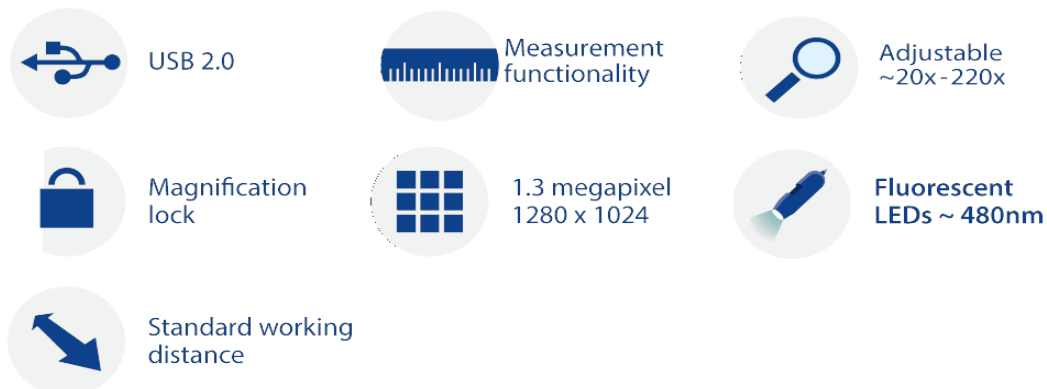 USB 2.0
Measurement
functionality
Adjustable
~20x-220x
Magnification
lock
1.3 megapixel
1280 x 1024
Fluorescent
LEDs ~ 480nm
Standard working
distance